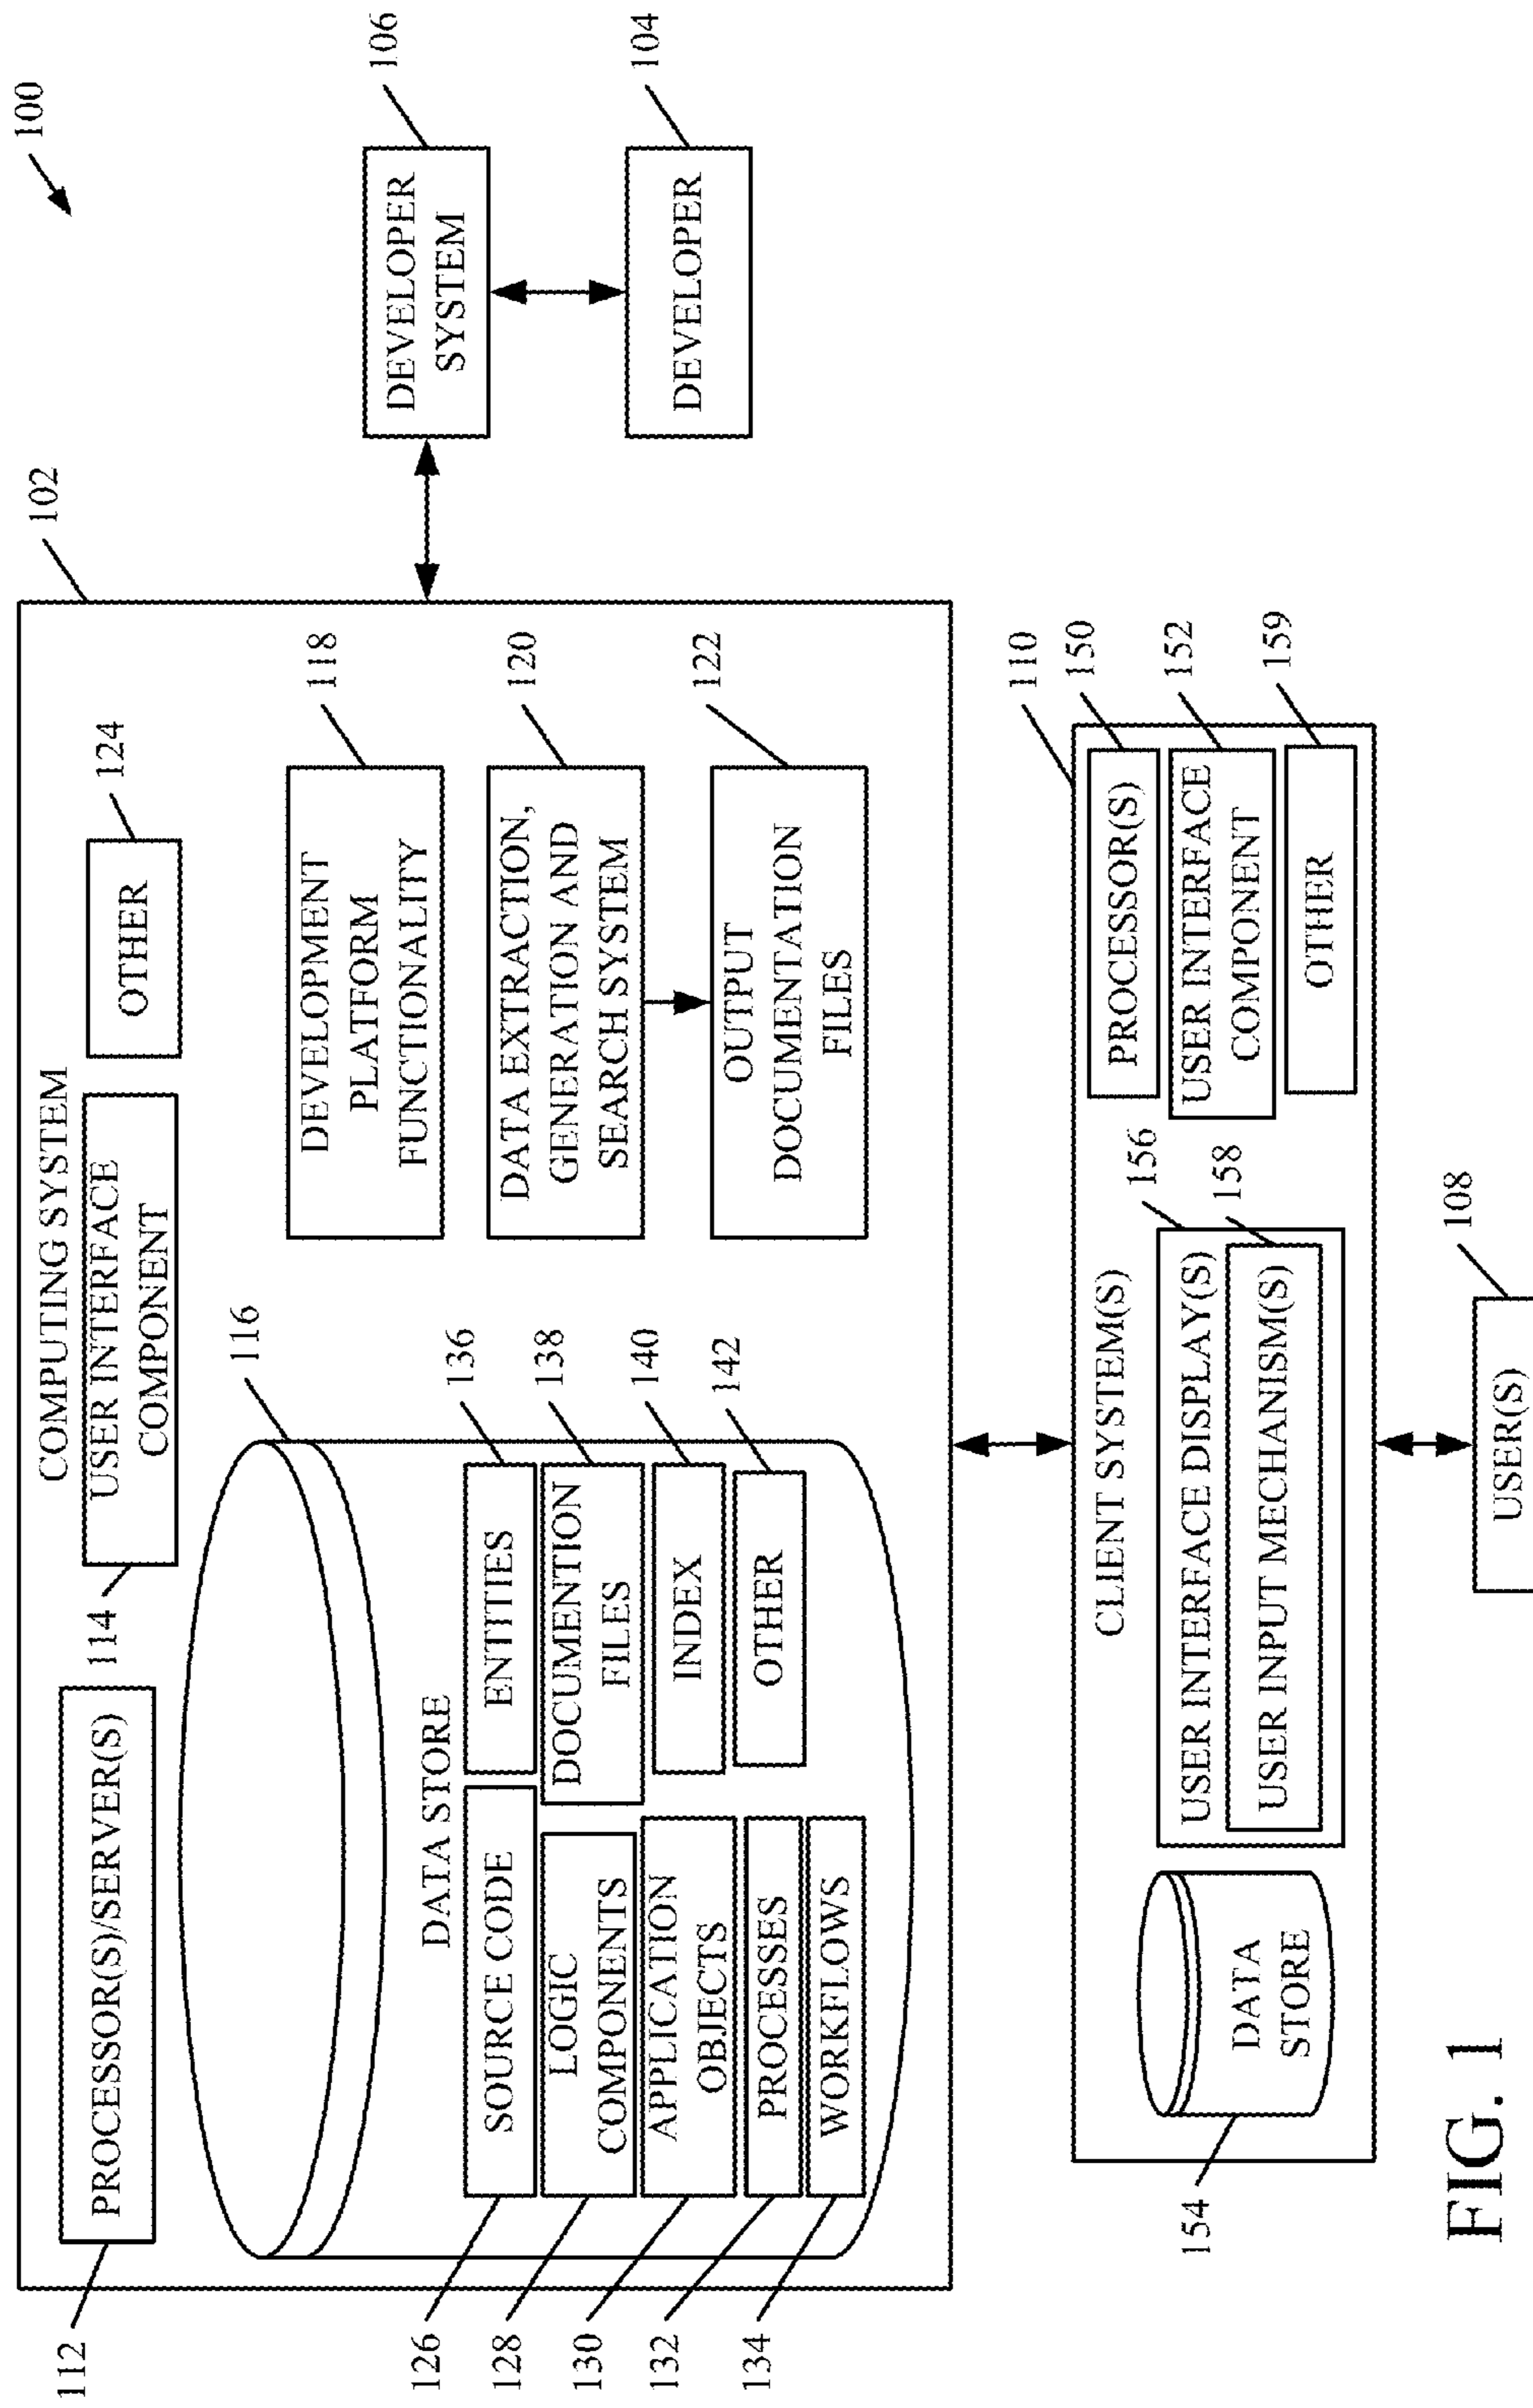 100
102
COMPUTING SYSTEM
112
PROCESSOR(S)/SERVER(S)
114
USER INTERFACE
COMPONENT
OTHER
124
116
DATA STORE
126
SOURCE CODE
128
LOGIC
COMPONENTS
130
APPLICATION
OBJECTS
132
PROCESSES
134
WORKFLOWS
ENTITIES
136
DOCUMENTION
FILES
138
INDEX
140
OTHER
142
DEVELOPMENT
PLATFORM
FUNCTIONALITY
118
DATA EXTRACTION,
GENERATION AND
SEARCH SYSTEM
120
OUTPUT
DOCUMENTATION
FILES
122
DEVELOPER
SYSTEM
106
DEVELOPER
104
CLIENT SYSTEM(S)
110
154
DATA
STORE
USER INTERFACE DISPLAY(S)
156
USER INPUT MECHANISM(S)
158
PROCESSOR(S)
150
USER INTERFACE
COMPONENT
152
OTHER
159
USER(S)
108
FIG. 1